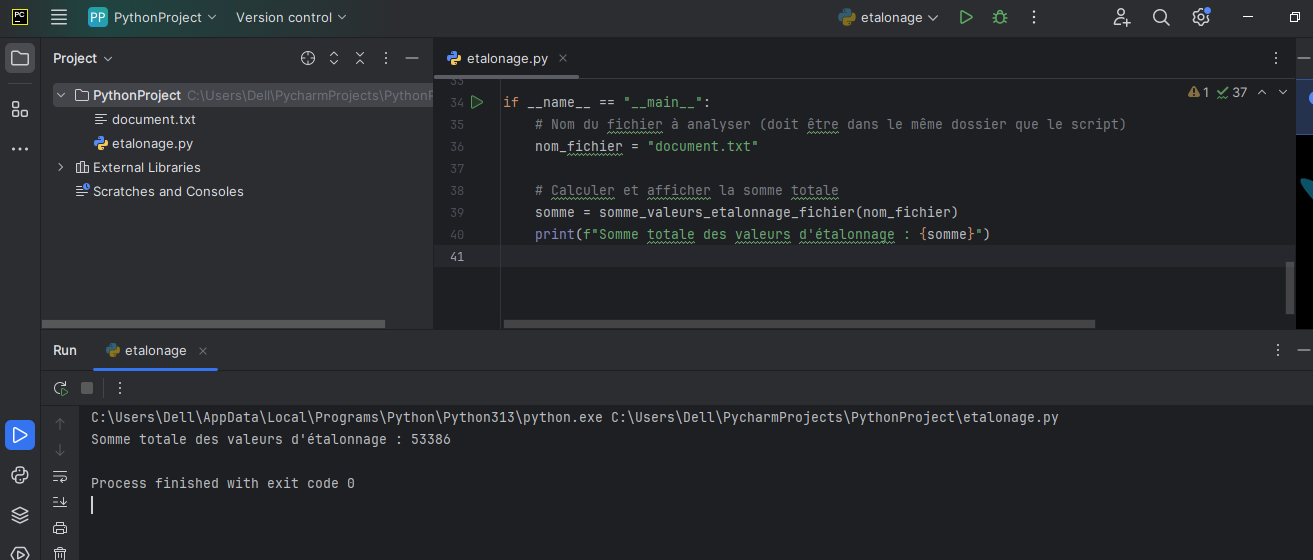 PC
PP PythonProject Version control etalonage
Project
etalonage.py
PythonProject C:\Users\Dell\PycharmProjects\PythonP
document.txt
etalonage.py
External Libraries
Scratches and Consoles
33
34 if __name__ == "__main__": 1 37
35 # Nom du fichier à analyser (doit être dans le même dossier que le script)
36 nom_fichier = "document.txt"
37
38 # Calculer et afficher la somme totale
39 somme = somme_valeurs_etalonnage_fichier(nom_fichier)
40 print(f"Somme totale des valeurs d'étalonnage : {somme}")
41
Run etalonage
C:\Users\Dell\AppData\Local\Programs\Python\Python313\python.exe C:\Users\Dell\PycharmProjects\PythonProject\etalonage.py
Somme totale des valeurs d'étalonnage : 53386
Process finished with exit code 0